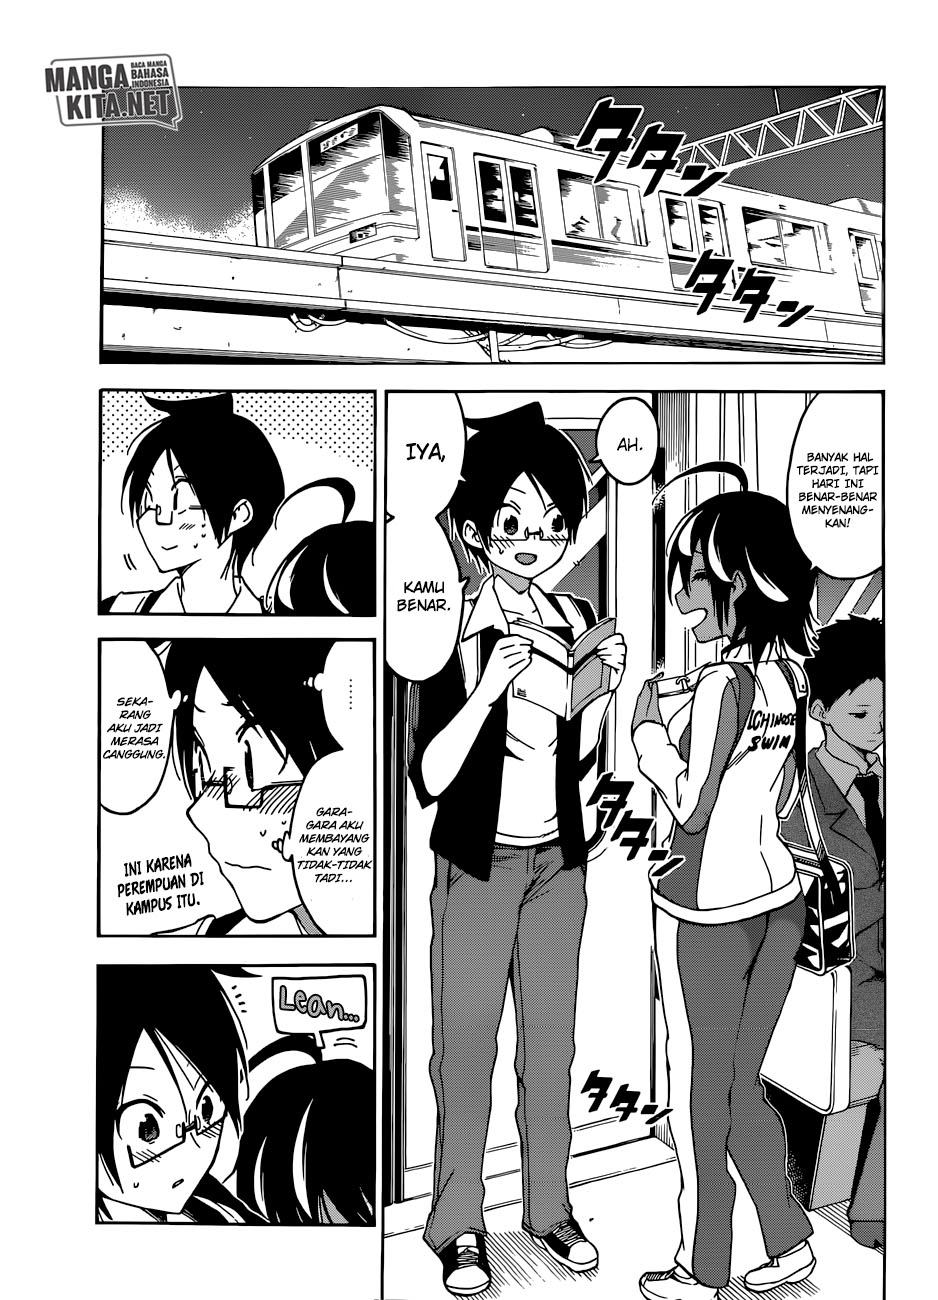 MANGA
KITA.NET
BACA MANGA
BAHASA
INDONESIA
タタン
タタン
BANYAK HAL
TERJADI, TAPI
HARI INI
BENAR-BENAR
MENYENANG-
KAN!
AH.
IYA,
KAMU
BENAR.
ICHINOSE
SWIM
タタン
タタン
........
GARA-
GARA AKU
MEMBAYANG
KAN YANG
TIDAK-TIDAK
TADI...
SEKA-
RANG
AKU JADI
MERASA
CANGGUNG.
INI KARENA
PEREMPUAN DI
KAMPUS ITU.
Lean...